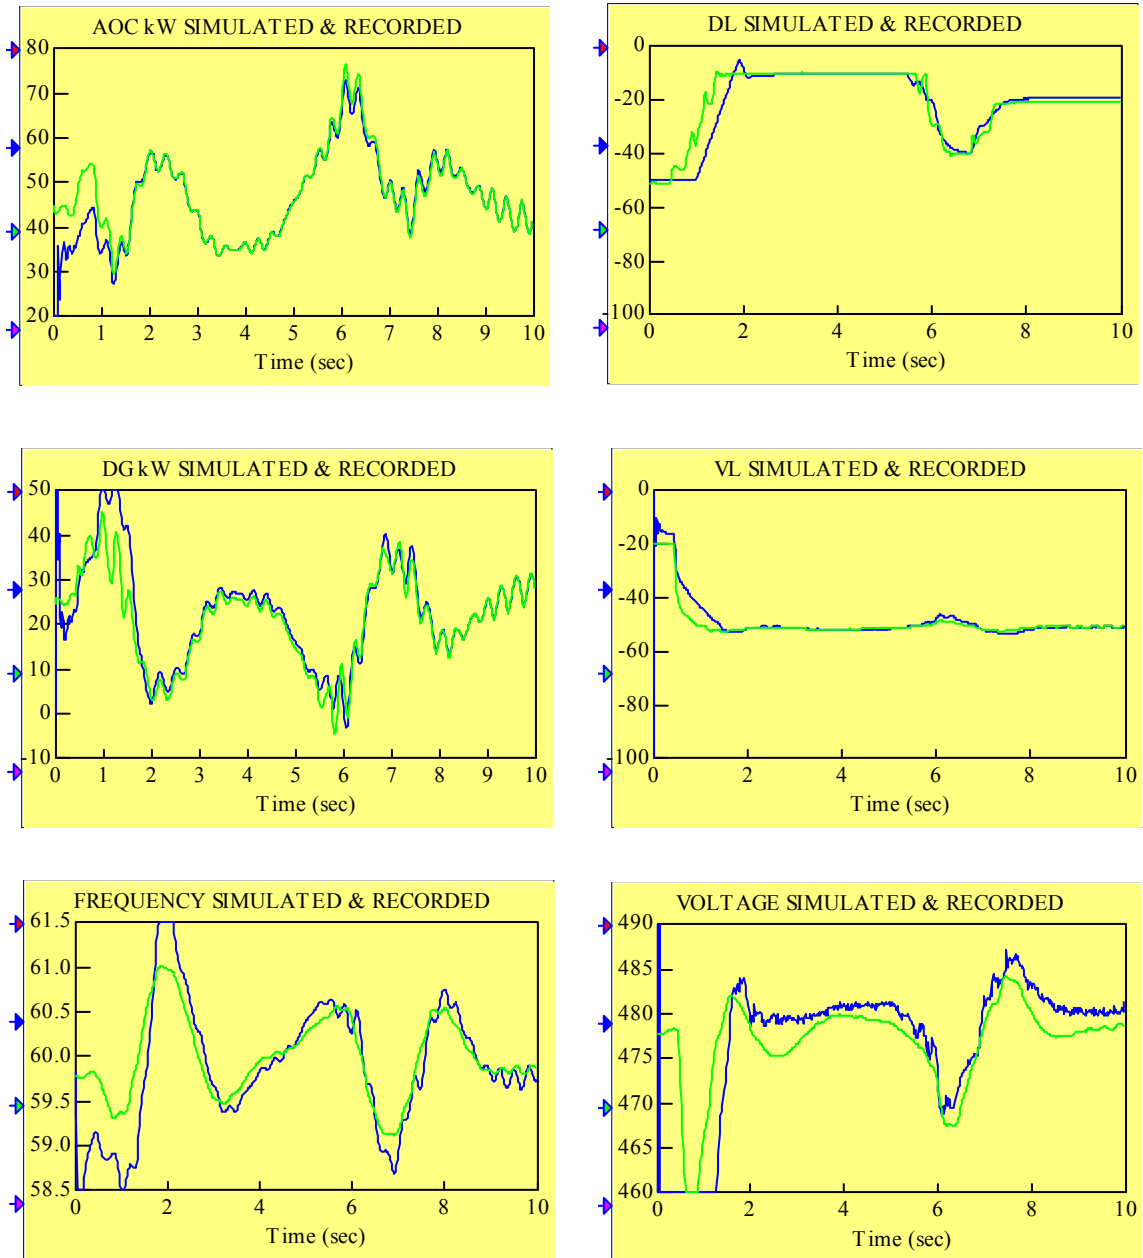 AOC kW SIMULATED & RECORDED
80
70
60
50
40
30
20
0 1 2 3 4 5 6 7 8 9 10
Time (sec)
DL SIMULATED & RECORDED
0
-20
-40
-60
-80
-100
0 2 4 6 8 10
Time (sec)
DG kW SIMULATED & RECORDED
50
40
30
20
10
0
-10
0 1 2 3 4 5 6 7 8 9 10
Time (sec)
VL SIMULATED & RECORDED
0
-20
-40
-60
-80
-100
0 2 4 6 8 10
Time (sec)
FREQUENCY SIMULATED & RECORDED
61.5
61.0
60.5
60.0
59.5
59.0
58.5
0 2 4 6 8 10
Time (sec)
VOLTAGE SIMULATED & RECORDED
490
485
480
475
470
465
460
0 2 4 6 8 10
Time (sec)